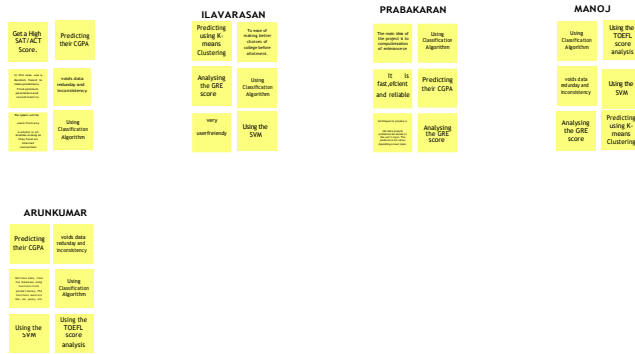 ILAVARASAN
PRABAKARAN
MANOJ
Get a High
SAT/ACT
Score.
Predicting
their CGPA
voids data
redunday and
inconsistency
Using
Classification
Algorithm
Predicting
using K-
means
Clustering
To ease of
making better
choices of
college before
allotment.
Analysing
the GRE
score
Using
Classification
Algorithm
very
userfreiendy
Using the
SVM
The main idea of
the project is to
computerization
Using
Classification
Algorithm
It is
fast,efcient
and reliable
Predicting
their CGPA
Analysing
the GRE
score
Using
Classification
Algorithm
Using the
TOEFL
score
analysis
voids data
redunday and
inconsistency
Using the
SVM
Analysing
the GRE
score
Predicting
using K-
means
Clustering
ARUNKUMAR
Predicting
their CGPA
voids data
redunday and
inconsistency
Using
Classification
Algorithm
Using the
SVM
Using the
TOEFL
score
analysis